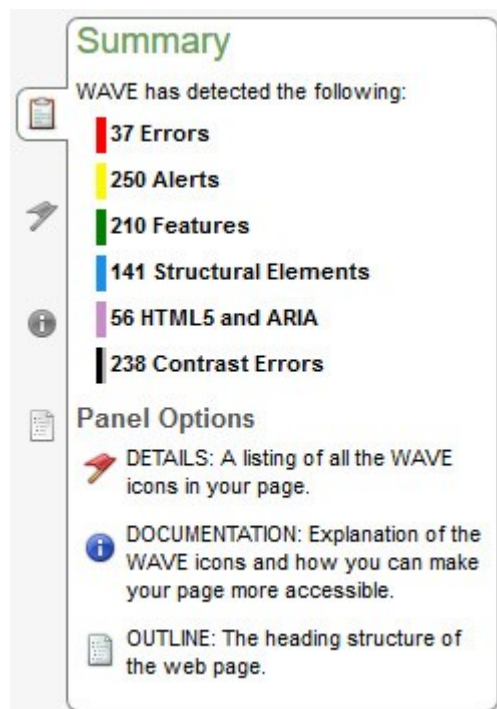 Summary
WAVE has detected the following:
37 Errors
250 Alerts
210 Features
141 Structural Elements
56 HTML5 and ARIA
238 Contrast Errors
Panel Options
DETAILS: A listing of all the WAVE
icons in your page.
DOCUMENTATION: Explanation of the
WAVE icons and how you can make
your page more accessible.
OUTLINE: The heading structure of
the web page.